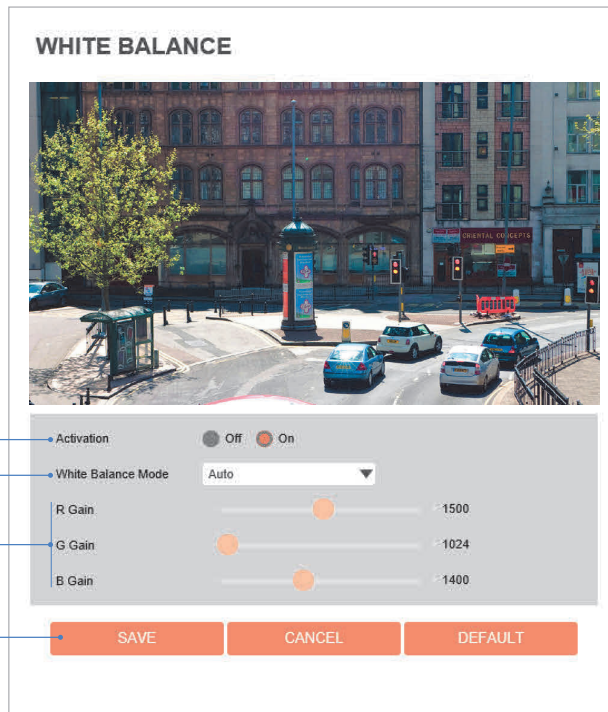 WHITE BALANCE
ORIENTAL CONCEPTS
Activation Off On
White Balance Mode Auto
R Gain 1500
G Gain 1024
B Gain 1400
SAVE CANCEL DEFAULT